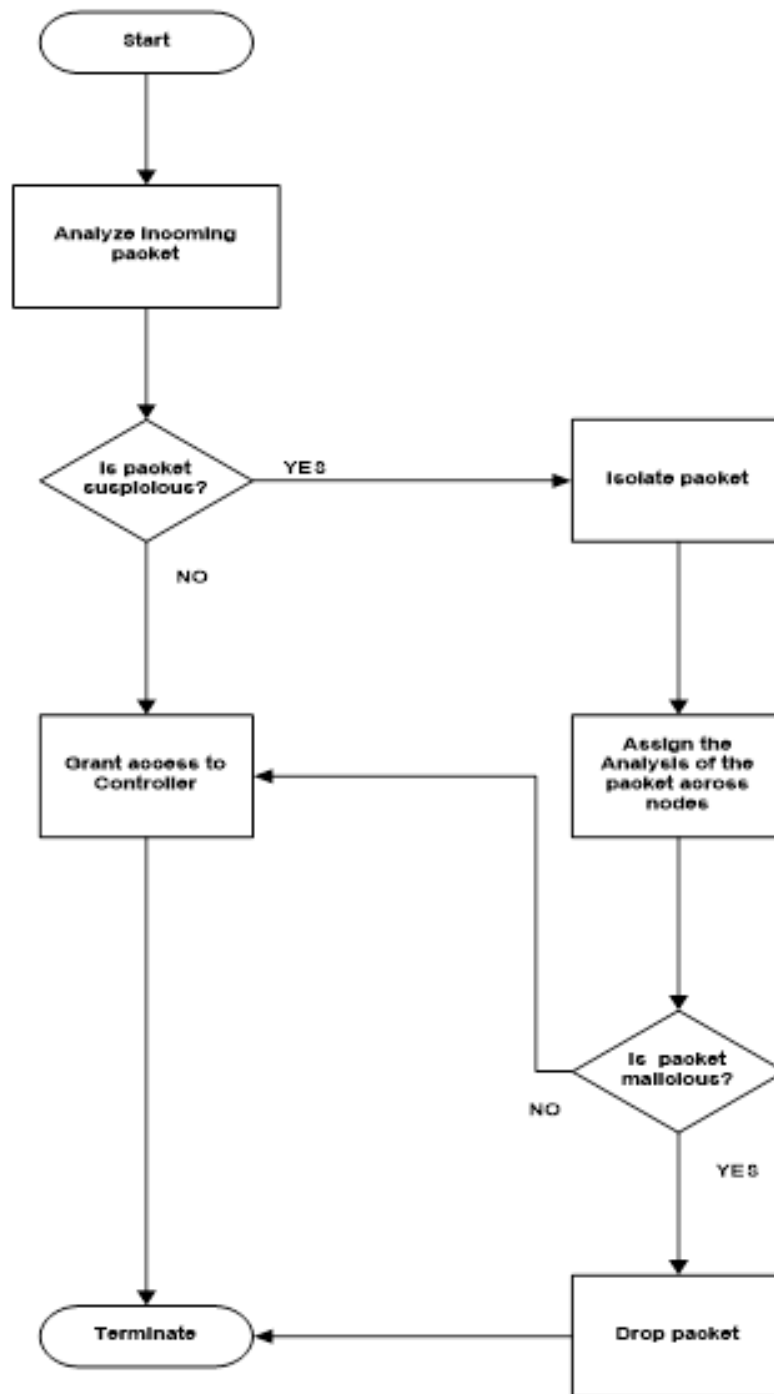 Start
Analyze Incoming
packet
Is packet
suspicious?
YES
Isolate packet
NO
Grant access to
Controller
Assign the
Analysis of the
packet across
nodes
Is packet
malicious?
NO
YES
Terminate
Drop packet